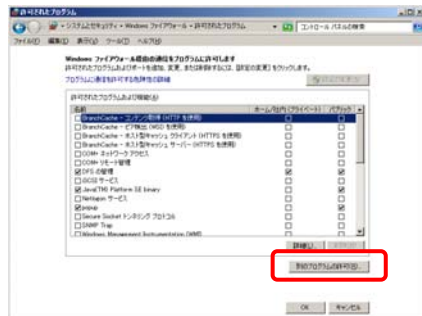 許可されたプログラム
« システムとセキュリティ ▸ Windows ファイアウォール ▸ 許可されたプログラム
コントロール パネルの検索
ファイル(F) 編集(E) 表示(V) ツール(T) ヘルプ(H)
Windows ファイアウォール経由の通信をプログラムに許可します
許可されたプログラムおよびポートを追加、変更、または削除するには、[設定の変更] をクリックします。
プログラムに通信を許可する危険性の詳細
許可されたプログラムおよび機能(A):
名前 ホーム/社内 (プライベート) パブリック
BranchCache - コンテンツ取得 (HTTP を使用)
BranchCache - ピア検出 (WSD を使用)
BranchCache - ホスト型キャッシュ クライアント (HTTPS を使用)
BranchCache - ホスト型キャッシュ サーバー (HTTPS を使用)
COM+ ネットワーク アクセス
COM+ リモート管理
DFS の管理
iSCSI サービス
Java(TM) Platform SE binary
Netlogon サービス
Secure Socket トンネリング プロトコル
SNMP Trap
Windows Management Instrumentation (WMI)
詳細(L)...
別のプログラムの許可(R)...
OK キャンセル